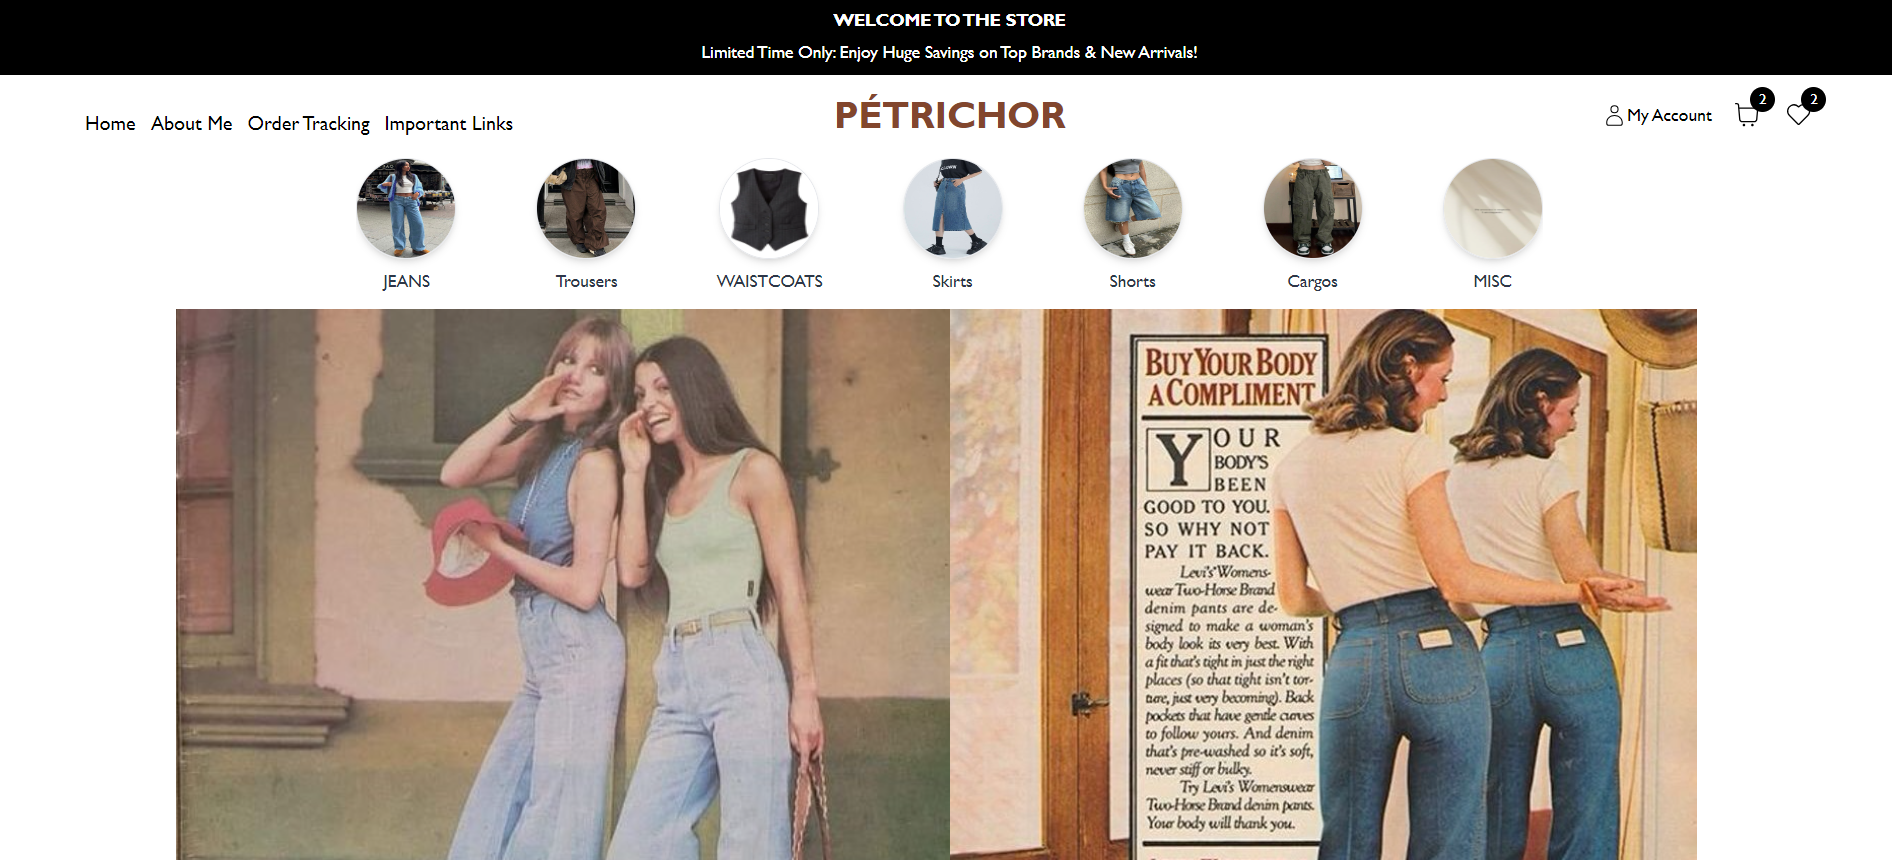 WELCOME TO THE STORE
Limited Time Only: Enjoy Huge Savings on Top Brands & New Arrivals!
Home About Me Order Tracking Important Links
PÉTRICHOR
My Account
2
2
JEANS
Trousers
WAISTCOATS
Skirts
Shorts
Cargos
MISC
BUY YOUR BODY
A COMPLIMENT
YOUR
BODY'S
BEEN
GOOD TO YOU.
SO WHY NOT
PAY IT BACK.
Levi's Womens-
wear Two-Horse Brand
denim pants are de-
signed to make a woman's
body look its very best. With
a fit that's tight in just the right
places (so that tight isn't tor-
ture, just very becoming). Back
pockets that have gentle curves
to follow yours. And denim
that's pre-washed so it's soft,
never stiff or bulky.
Try Levi's Womenswear
Two-Horse Brand denim pants.
Your body will thank you.